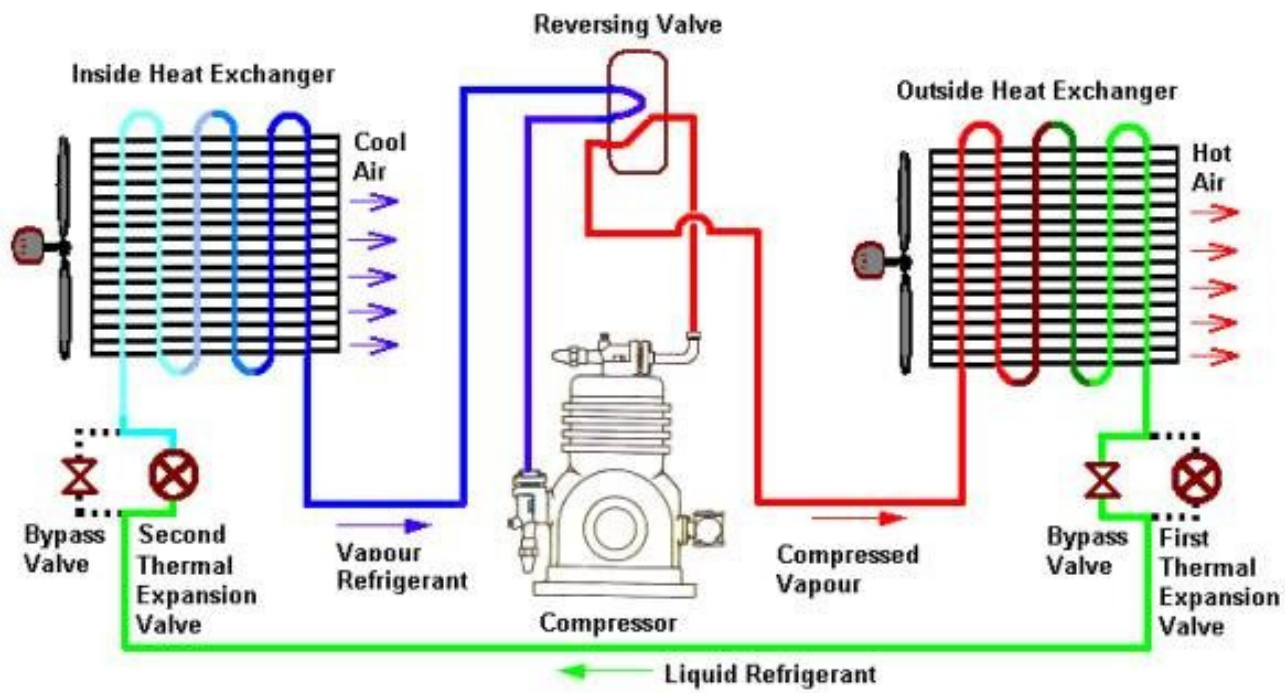 Reversing Valve
Inside Heat Exchanger
Outside Heat Exchanger
Cool
Air
Hot
Air
Bypass
Valve
Second
Thermal
Expansion
Valve
Vapour
Refrigerant
Compressor
Compressed
Vapour
Bypass
Valve
First
Thermal
Expansion
Valve
Liquid Refrigerant